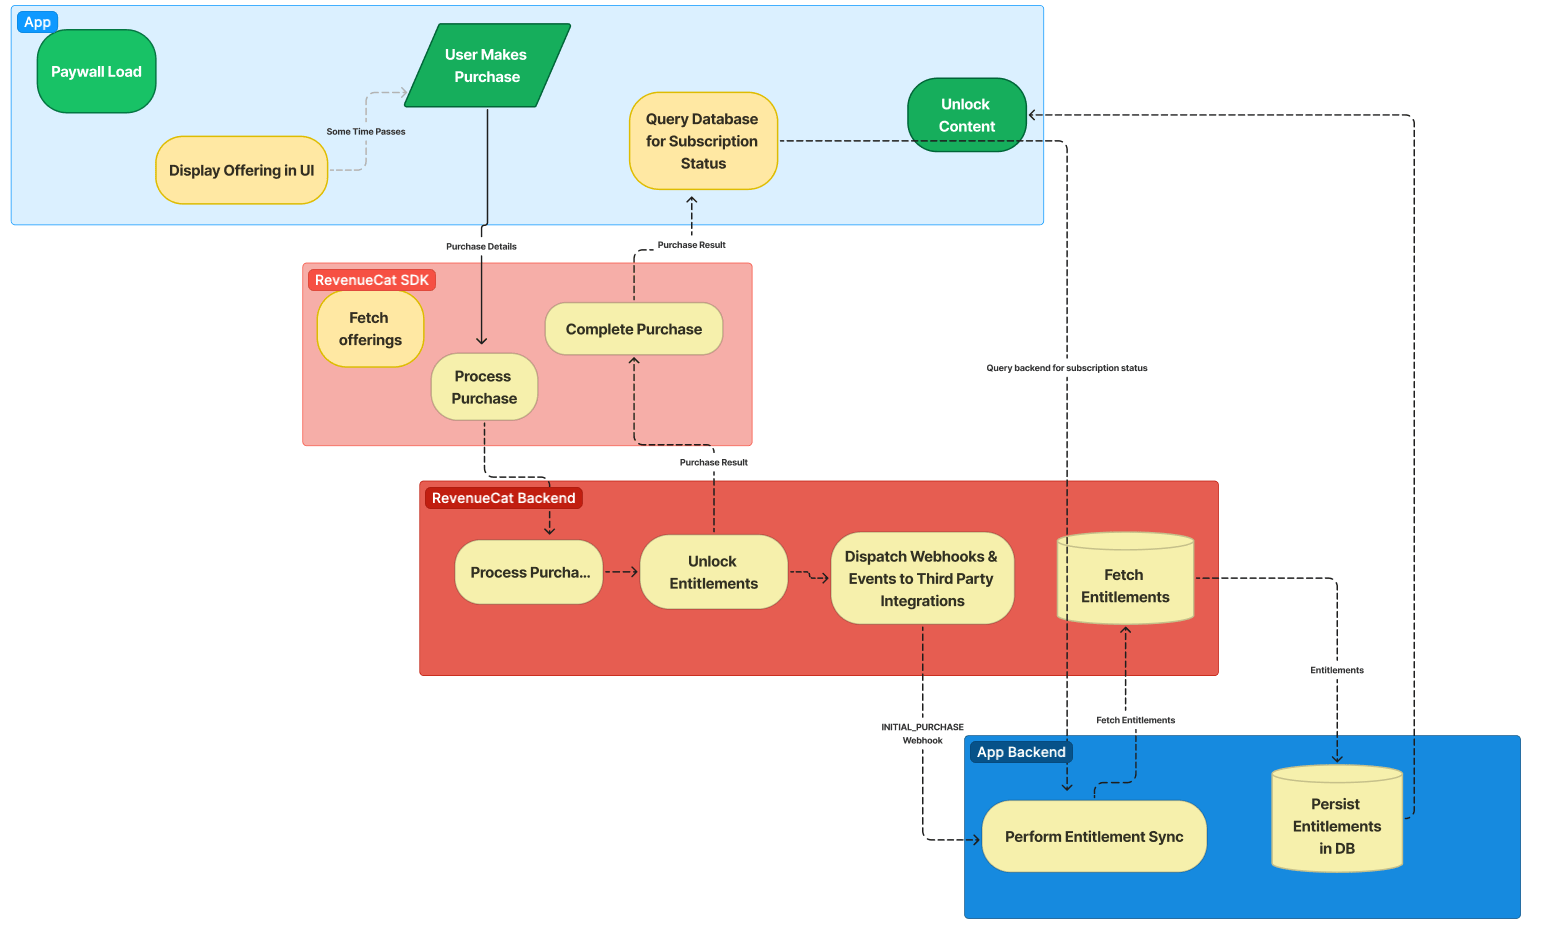 App
Paywall Load
User Makes
Purchase
Some Time Passes
Display Offering in UI
Query Database
for Subscription
Status
Unlock
Content
Purchase Details
Purchase Result
RevenueCat SDK
Fetch
offerings
Complete Purchase
Process
Purchase
Query backend for subscription status
Purchase Result
RevenueCat Backend
Process Purcha...
Unlock
Entitlements
Dispatch Webhooks &
Events to Third Party
Integrations
Fetch
Entitlements
Entitlements
INITIAL_PURCHASE
Webhook
Fetch Entitlements
App Backend
Perform Entitlement Sync
Persist
Entitlements
in DB